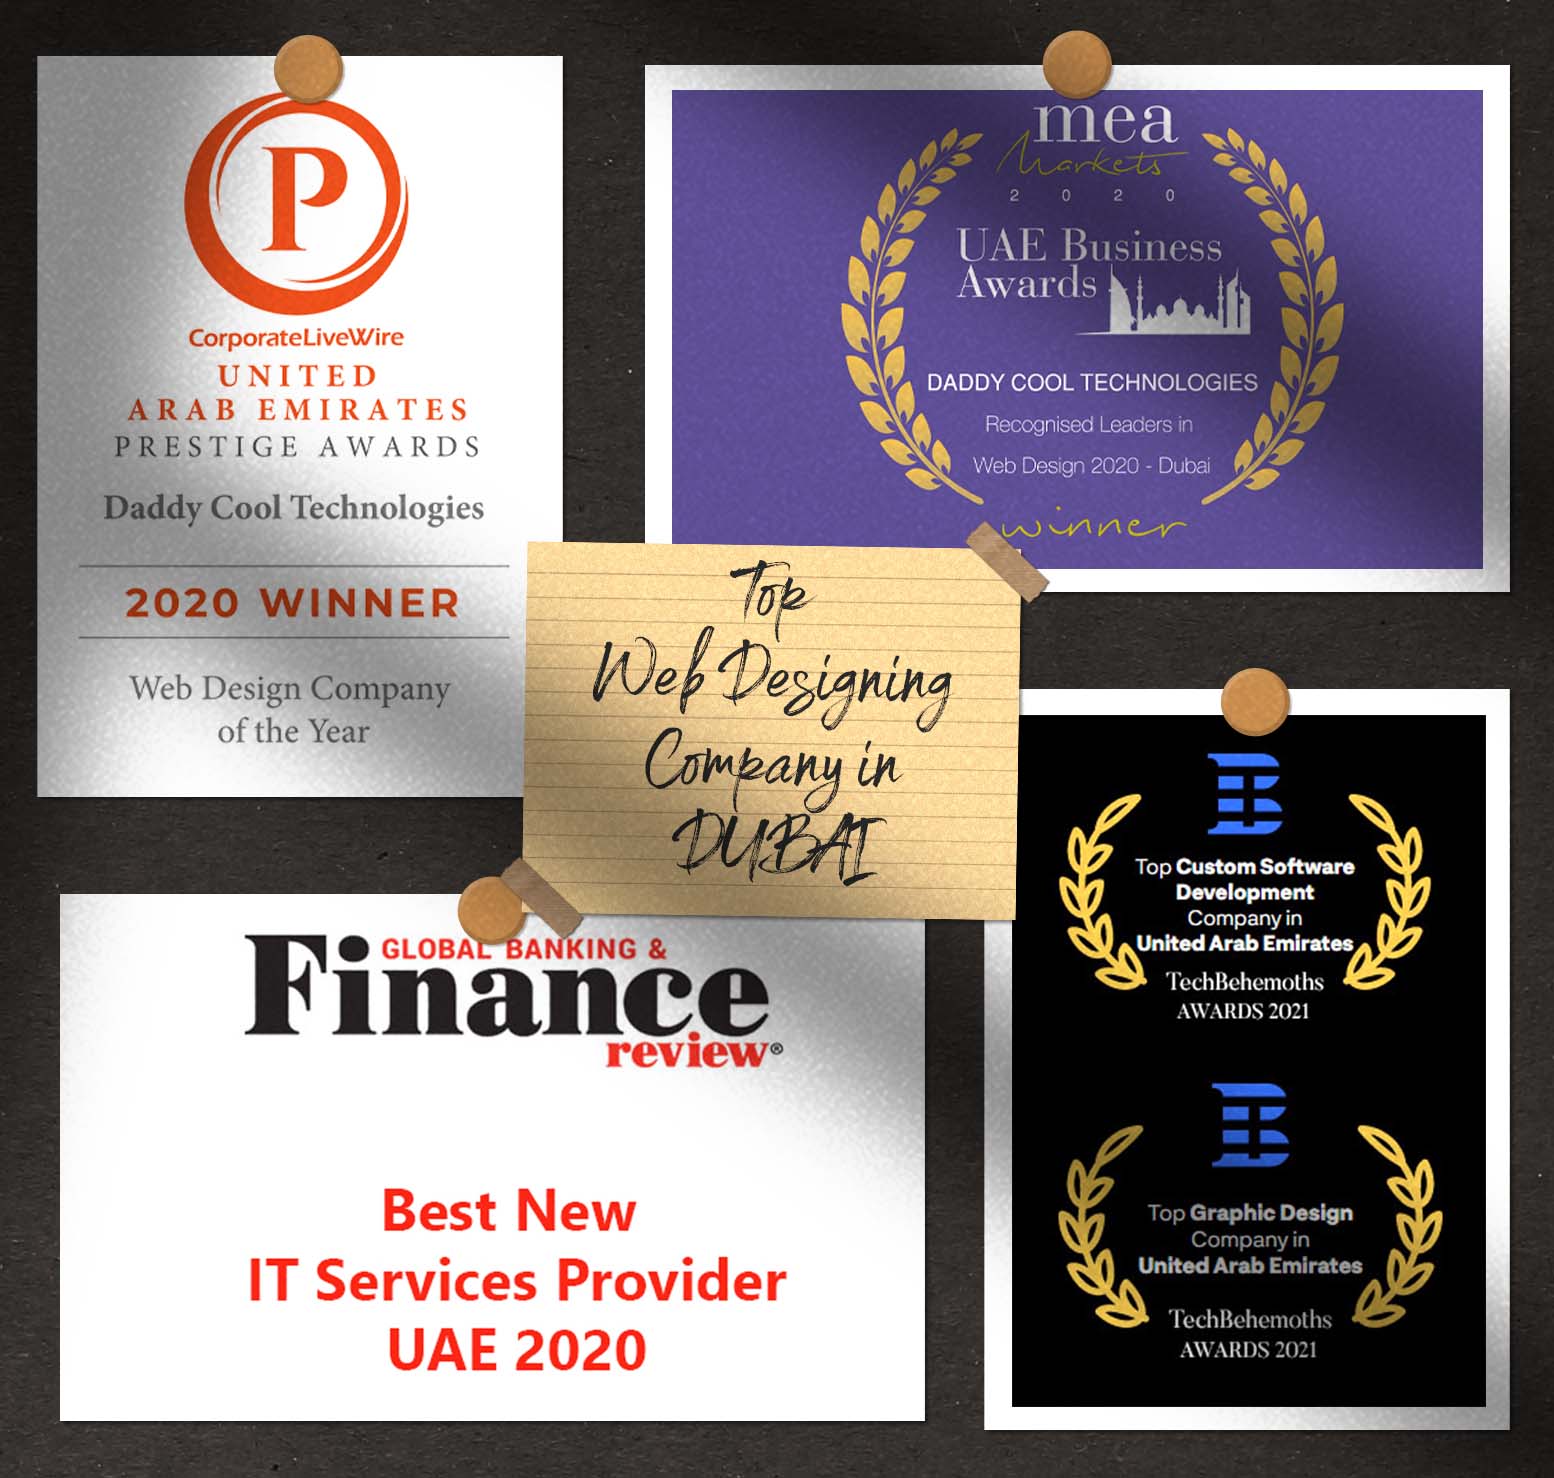 P
CorporateLiveWire
UNITED
ARAB EMIRATES
PRESTIGE AWARDS
Daddy Cool Technologies
2020 WINNER
Web Design Company
of the Year
mea
Markets
2 0 2 0
UAE Business
Awards
DADDY COOL TECHNOLOGIES
Recognised Leaders in
Web Design 2020 - Dubai
winner
Top
Web Designing
Company in
DUBAI
GLOBAL BANKING &
Finance
review®
Best New
IT Services Provider
UAE 2020
Top Custom Software
Development
Company in
United Arab Emirates
TechBehemoths
AWARDS 2021
Top Graphic Design
Company in
United Arab Emirates
TechBehemoths
AWARDS 2021